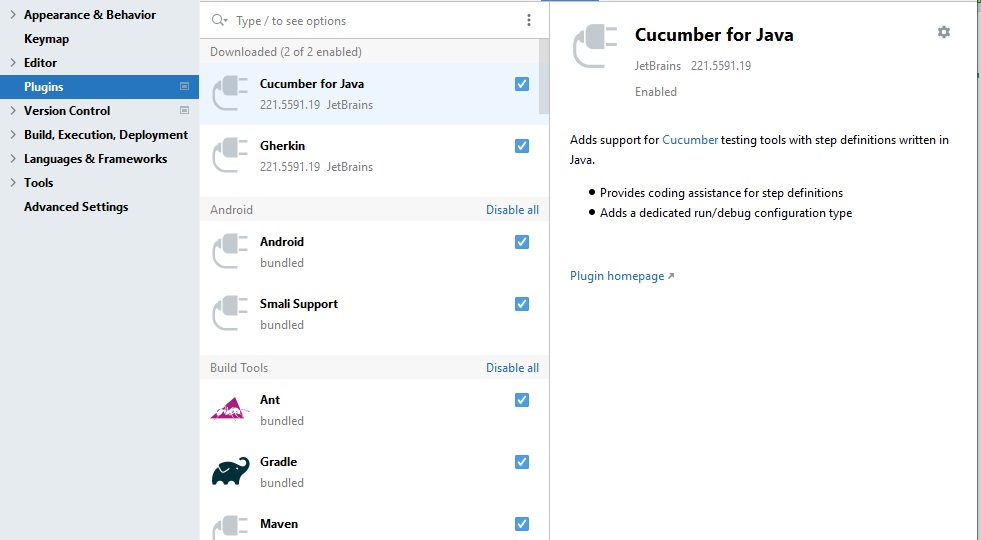 Appearance & Behavior
Keymap
Editor
Plugins
Version Control
Build, Execution, Deployment
Languages & Frameworks
Tools
Advanced Settings
Type / to see options
Downloaded (2 of 2 enabled)
Cucumber for Java
221.5591.19 JetBrains
Gherkin
221.5591.19 JetBrains
Android Disable all
Android
bundled
Smali Support
bundled
Build Tools Disable all
Ant
bundled
Gradle
bundled
Maven
Cucumber for Java
JetBrains 221.5591.19
Enabled
Adds support for Cucumber testing tools with step definitions written in
Java.
Provides coding assistance for step definitions
Adds a dedicated run/debug configuration type
Plugin homepage